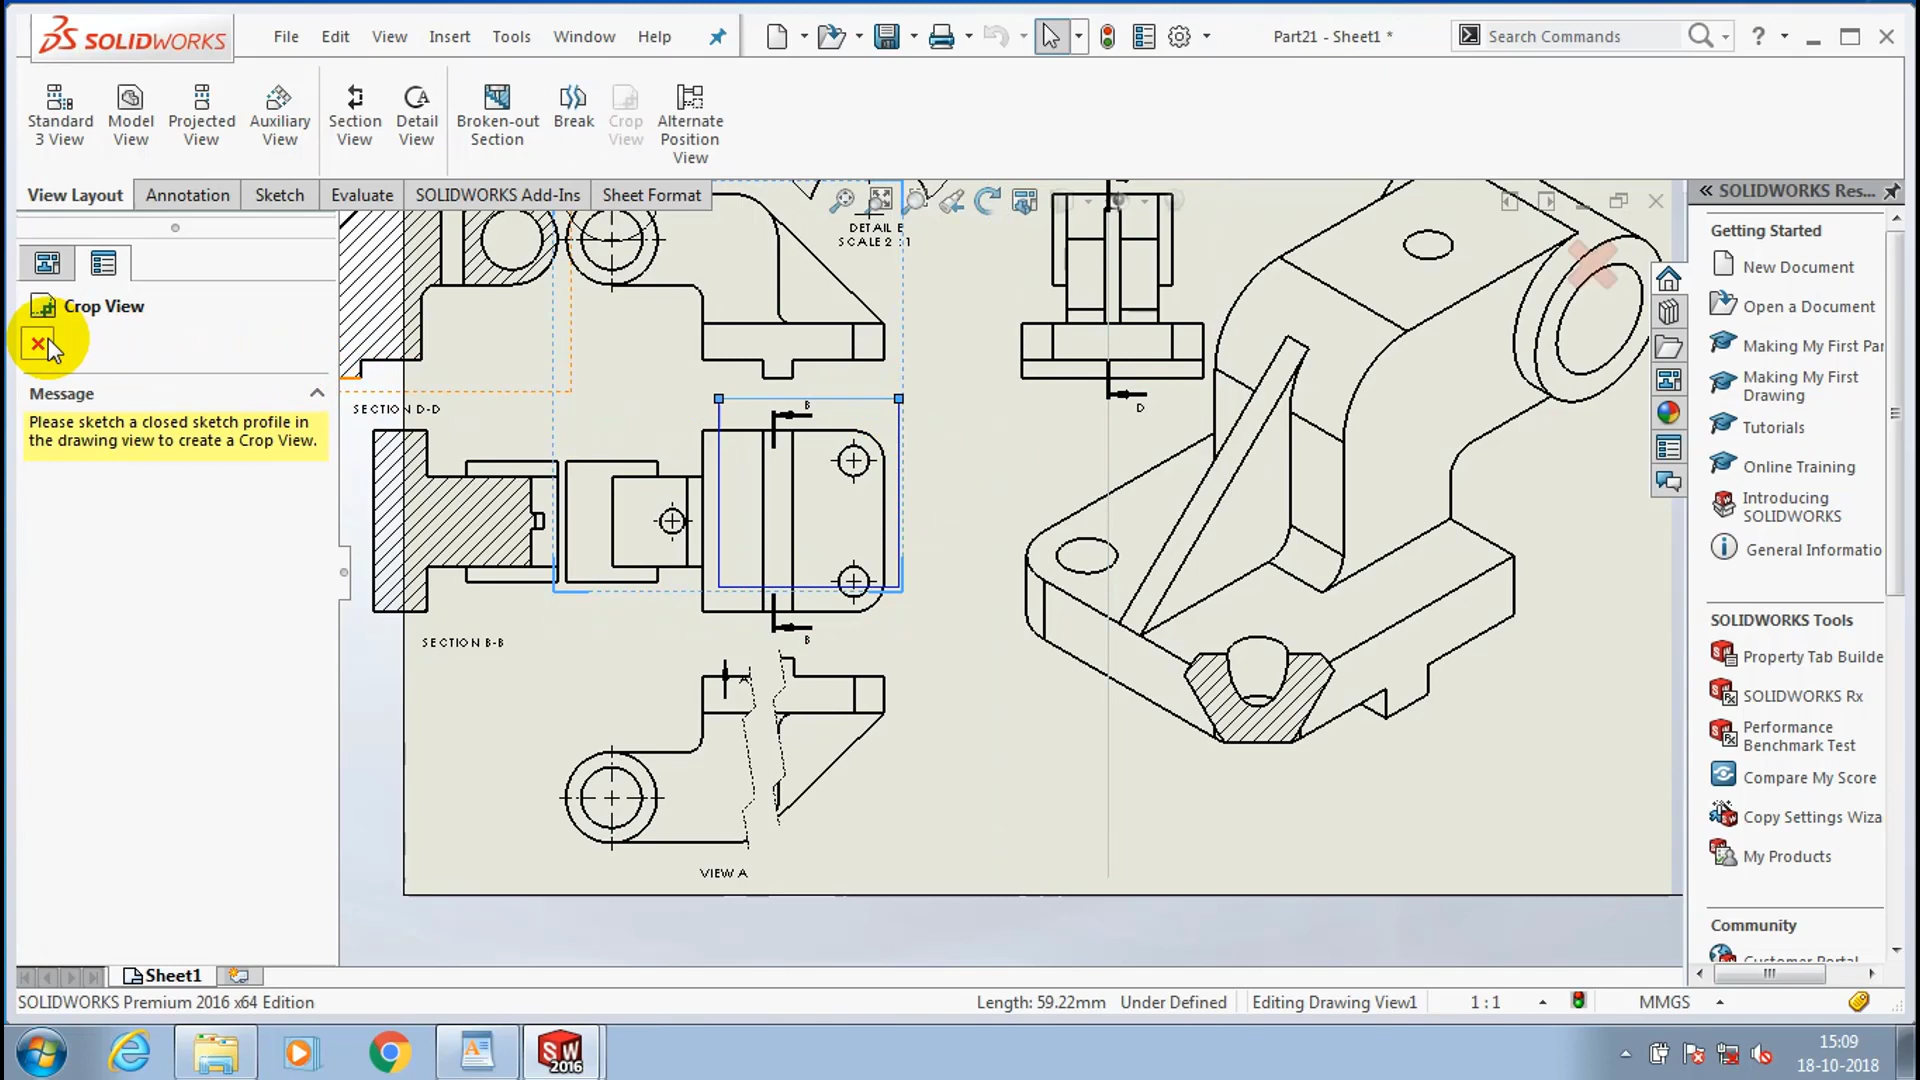 SOLIDWORKS
File Edit View Insert Tools Window Help
Part21 - Sheet1 *
Search Commands
Standard 3 View
Model View
Projected View
Auxiliary View
Section View
Detail View
Broken-out Section
Break
Crop View
Alternate Position View
View Layout Annotation Sketch Evaluate SOLIDWORKS Add-Ins Sheet Format
Crop View
Message
Please sketch a closed sketch profile in
the drawing view to create a Crop View.
DETAIL E
SCALE 2 : 1
SECTION D-D
B
D
SECTION B-B
B
A
VIEW A
SOLIDWORKS Res...
Getting Started
New Document
Open a Document
Making My First Par
Making My First
Drawing
Tutorials
Online Training
Introducing
SOLIDWORKS
General Informatio
SOLIDWORKS Tools
Property Tab Builde
SOLIDWORKS Rx
Performance
Benchmark Test
Compare My Score
Copy Settings Wiza
My Products
Community
Customer Portal
Sheet1
SOLIDWORKS Premium 2016 x64 Edition
Length: 59.22mm Under Defined Editing Drawing View1 1 : 1 MMGS
SW
2016
15:09
18-10-2018